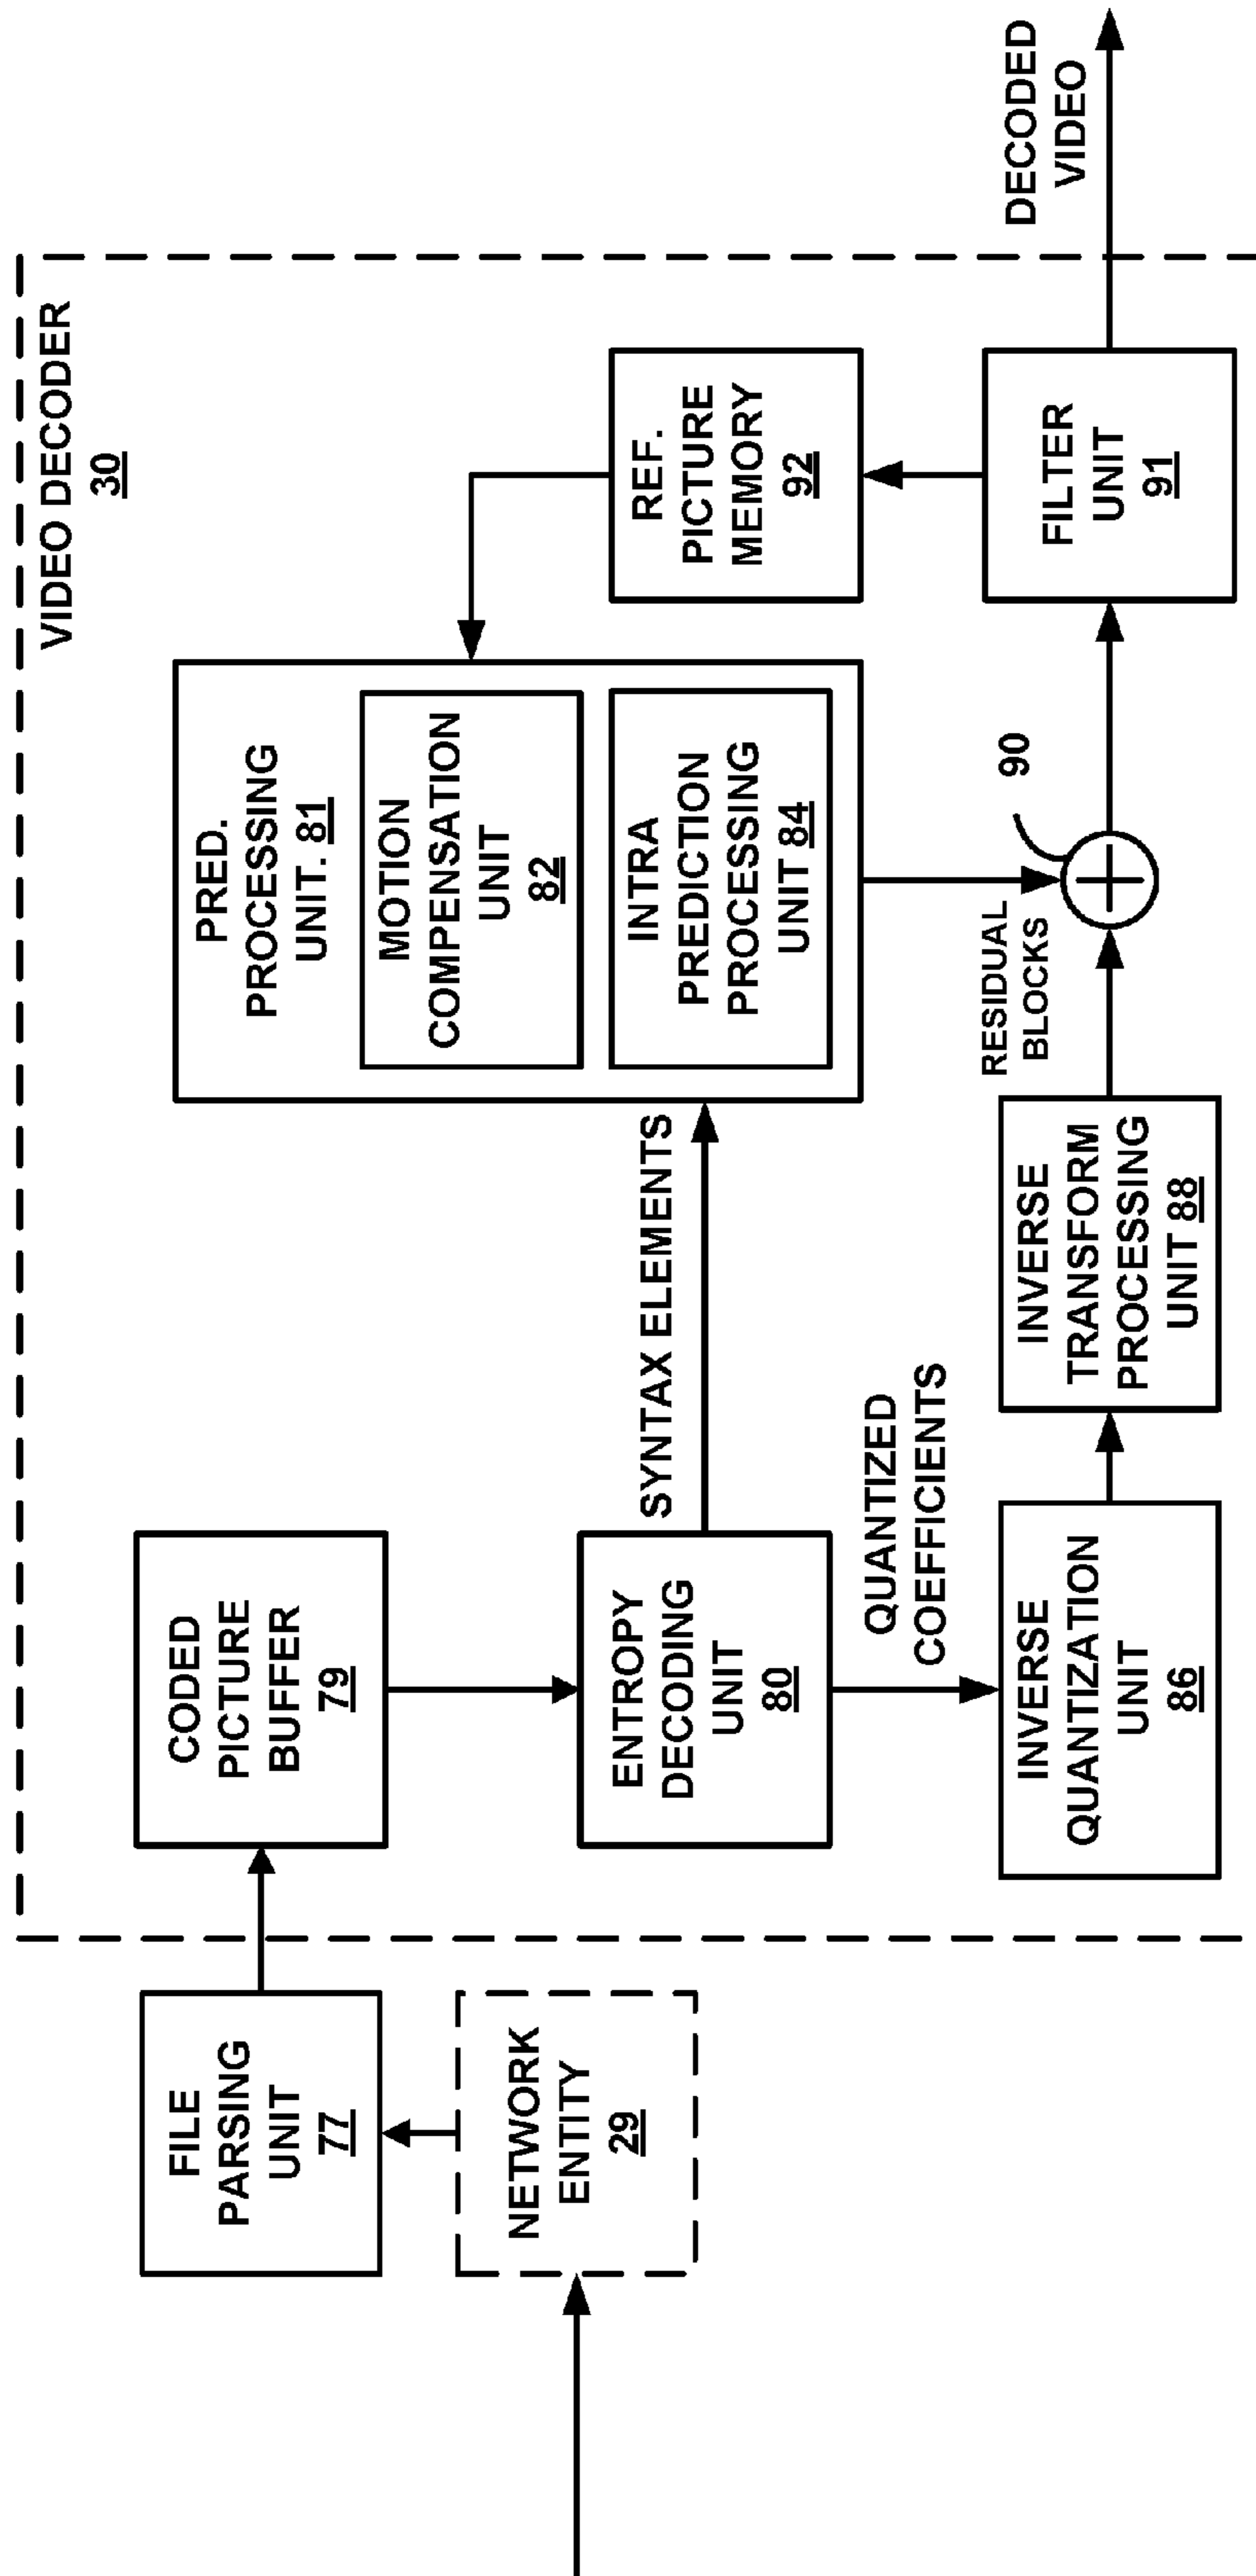 VIDEO DECODER
30
FILE
PARSING
UNIT
77
NETWORK
ENTITY
29
CODED
PICTURE
BUFFER
79
ENTROPY
DECODING
UNIT
80
SYNTAX ELEMENTS
QUANTIZED
COEFFICIENTS
INVERSE
QUANTIZATION
UNIT
86
INVERSE
TRANSFORM
PROCESSING
UNIT 88
RESIDUAL
BLOCKS
90
PRED.
PROCESSING
UNIT. 81
MOTION
COMPENSATION
UNIT
82
INTRA
PREDICTION
PROCESSING
UNIT 84
REF.
PICTURE
MEMORY
92
FILTER
UNIT
91
DECODED
VIDEO